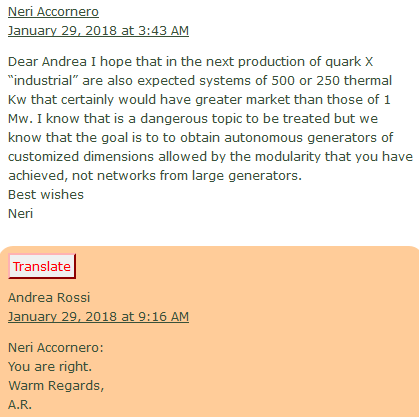 Neri Accornero
January 29, 2018 at 3:43 AM
Dear Andrea I hope that in the next production of quark X
“industrial” are also expected systems of 500 or 250 thermal
Kw that certainly would have greater market than those of 1
Mw. I know that is a dangerous topic to be treated but we
know that the goal is to to obtain autonomous generators of
customized dimensions allowed by the modularity that you have
achieved, not networks from large generators.
Best wishes
Neri
Translate
Andrea Rossi
January 29, 2018 at 9:16 AM
Neri Accornero:
You are right.
Warm Regards,
A.R.